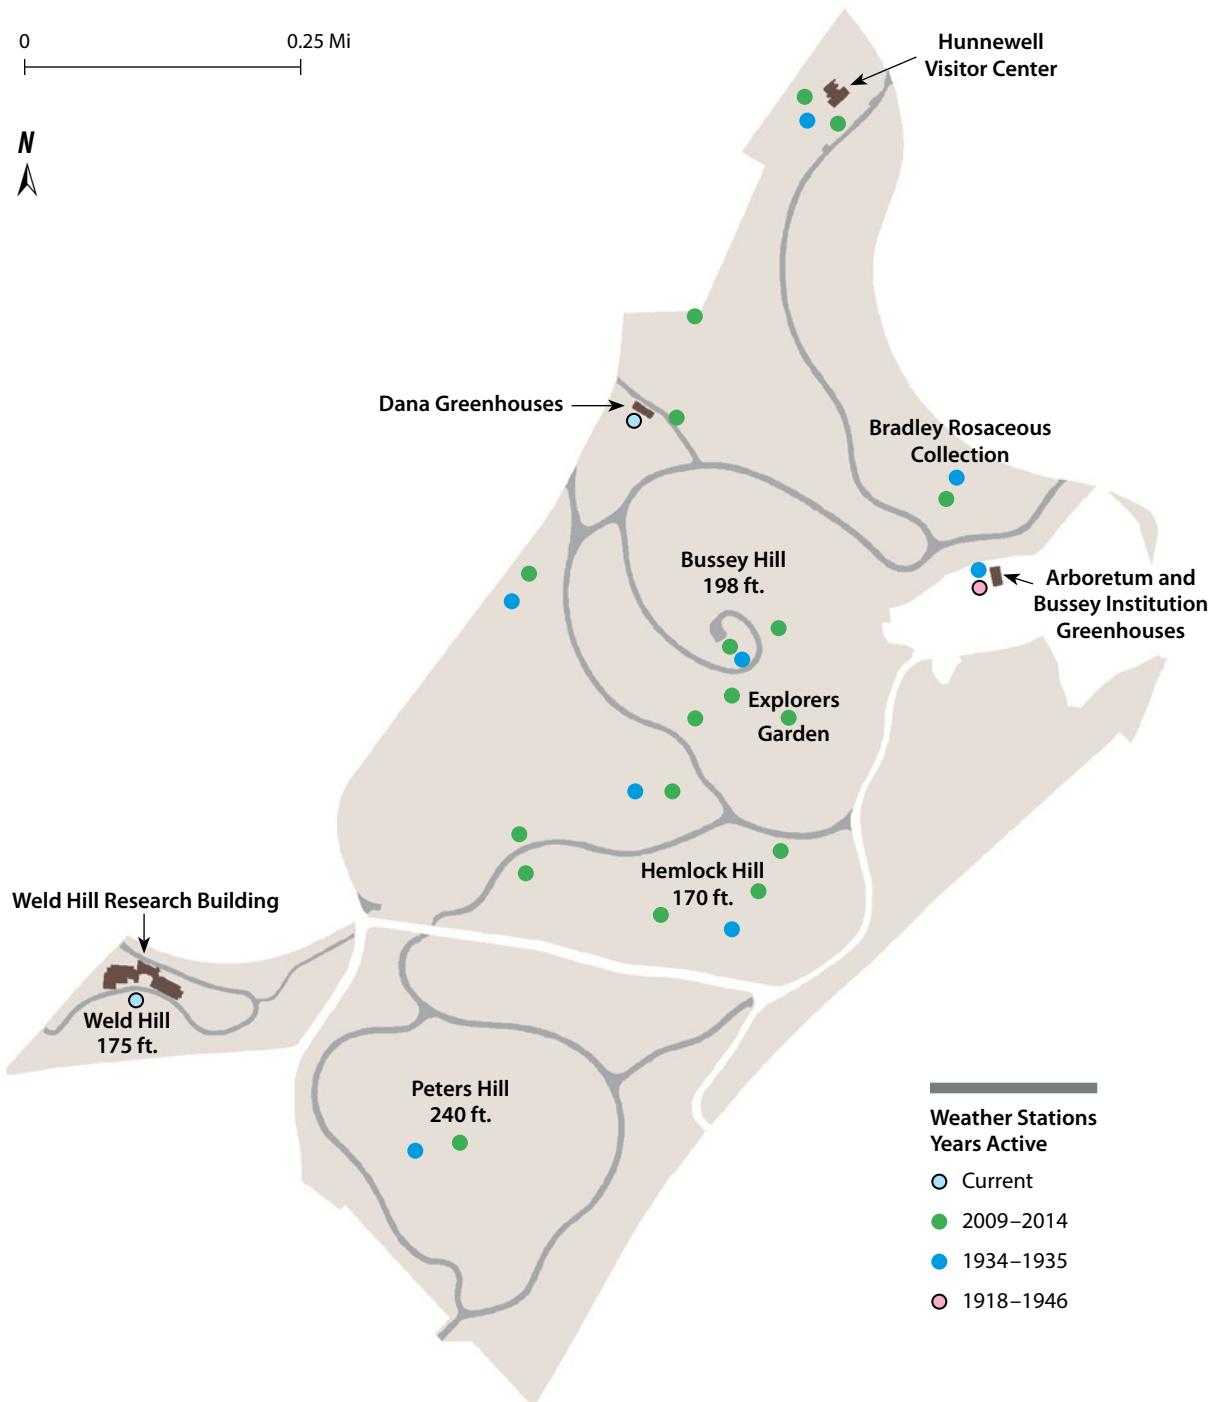 0 0.25 Mi
N
Hunnewell
Visitor Center
Dana Greenhouses
Bradley Rosaceous
Collection
Bussey Hill
198 ft.
Arboretum and
Bussey Institution
Greenhouses
Explorers
Garden
Hemlock Hill
170 ft.
Weld Hill Research Building
Weld Hill
175 ft.
Peters Hill
240 ft.
Weather Stations
Years Active
Current
2009–2014
1934–1935
1918–1946